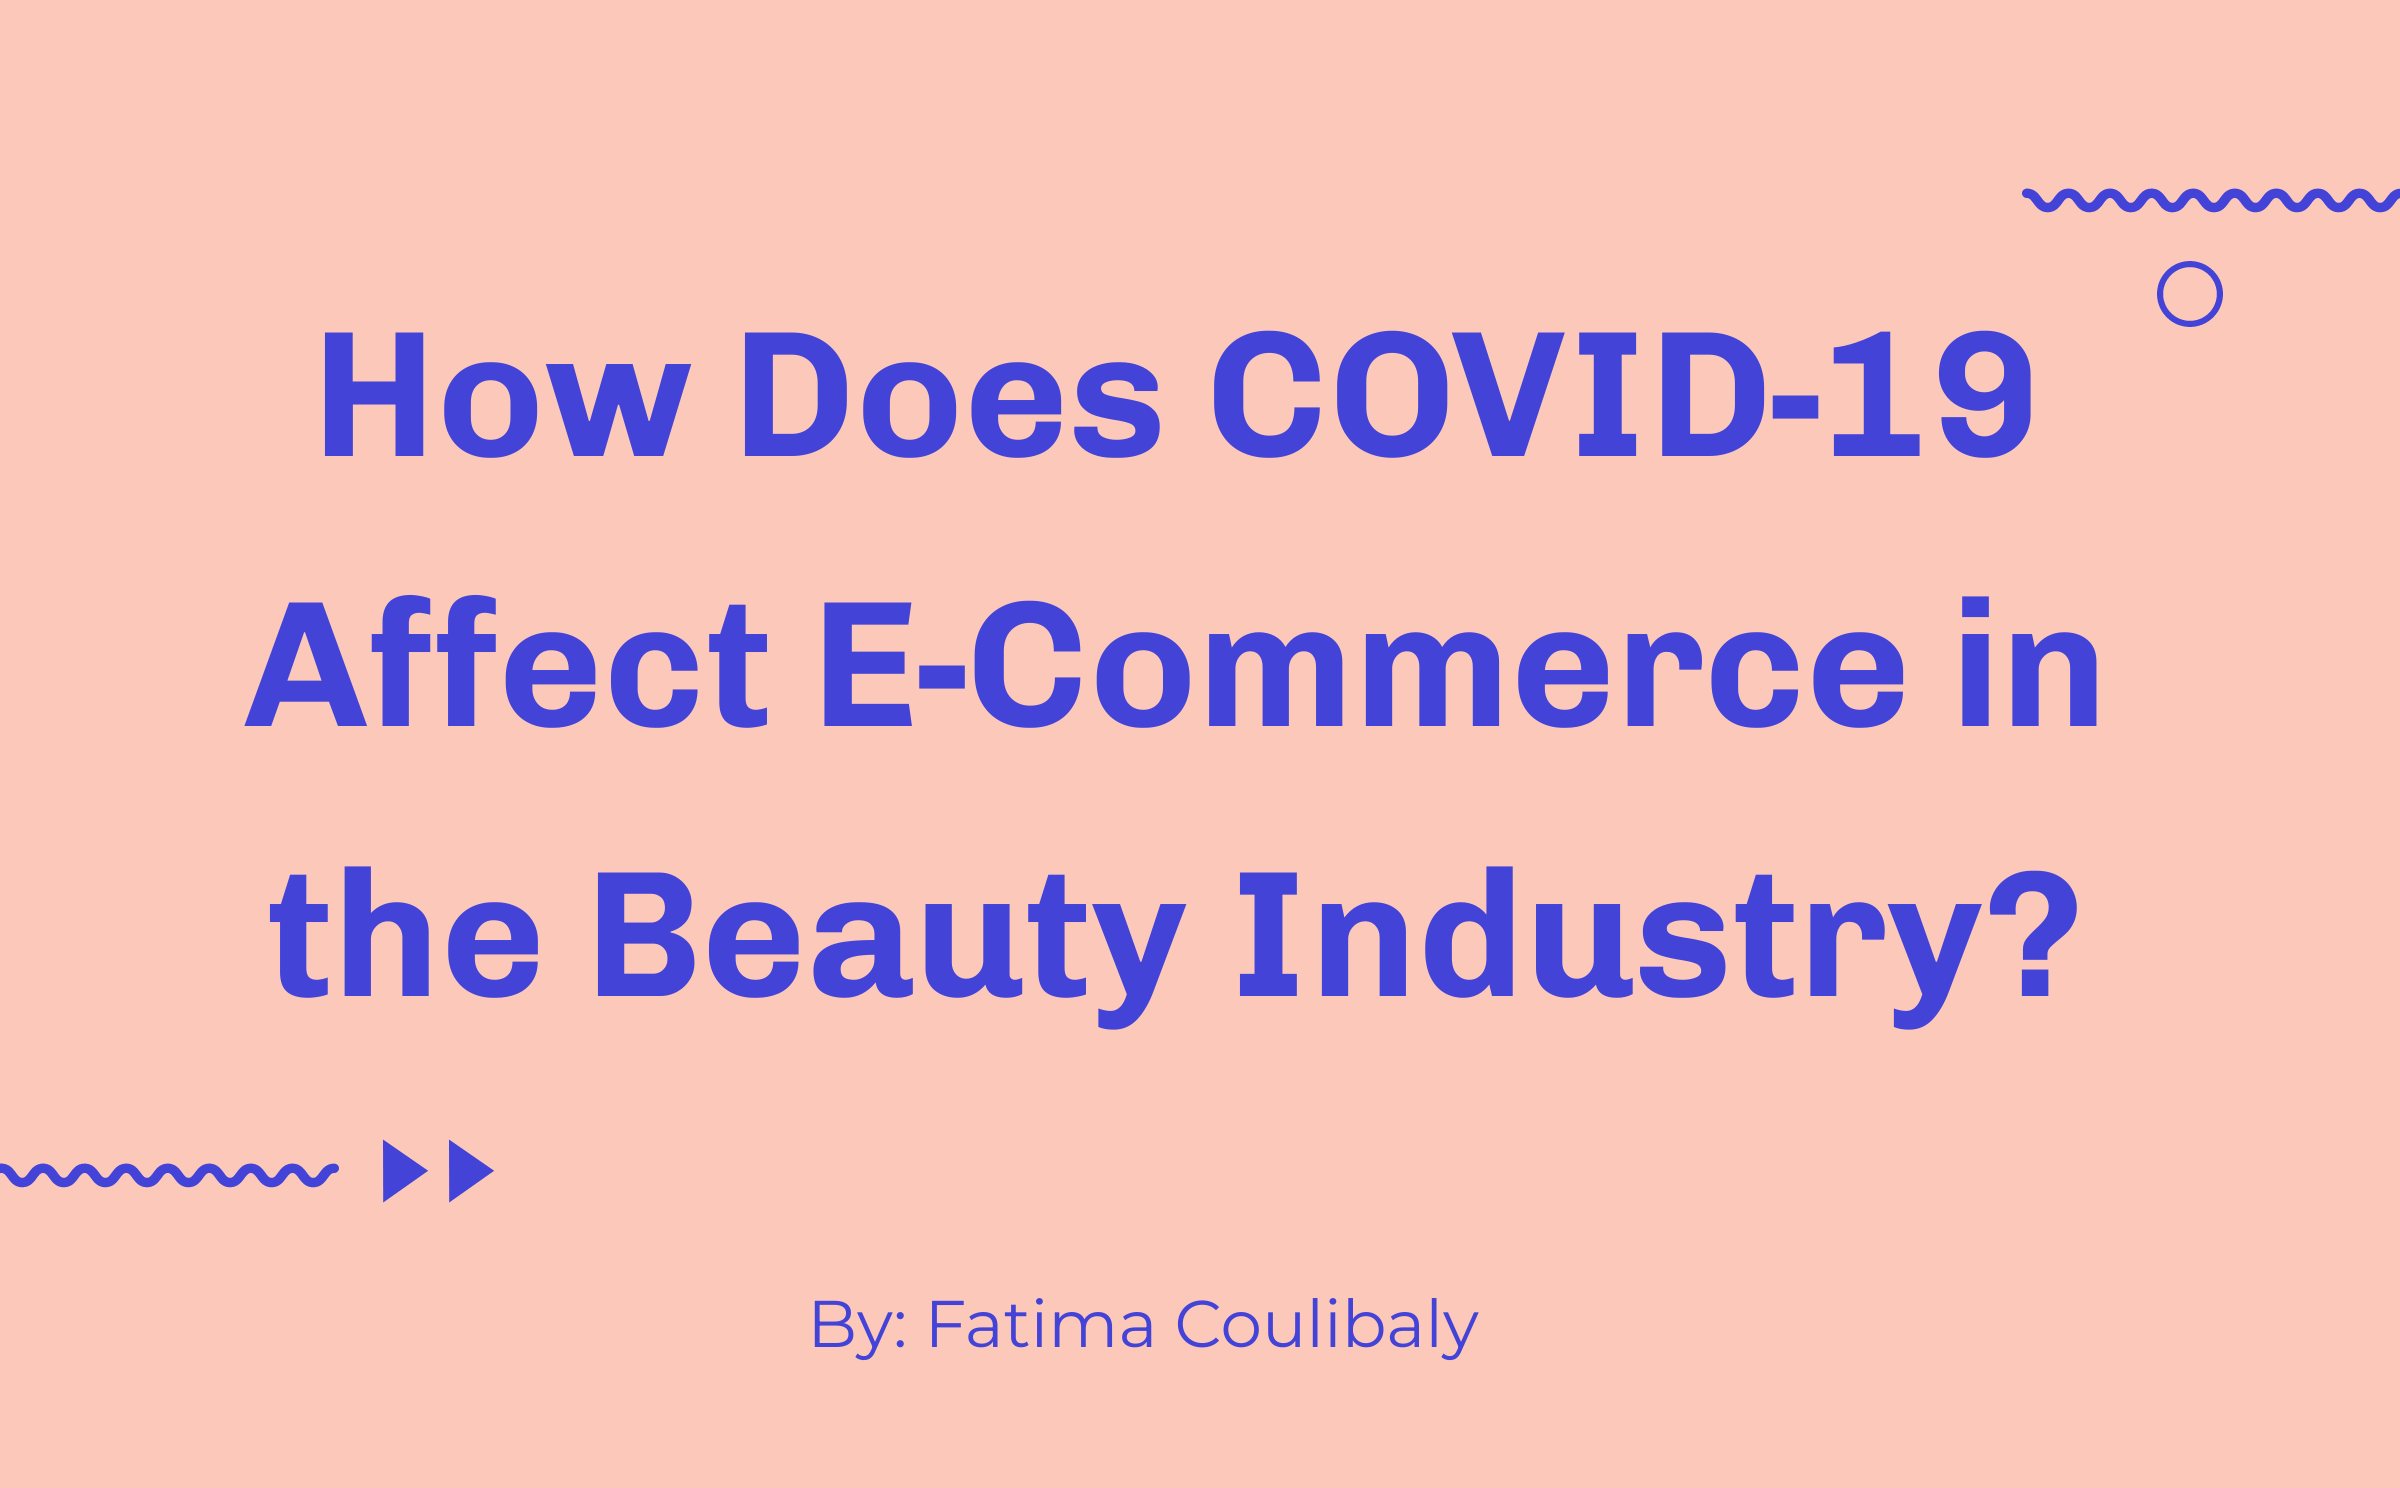 How Does COVID-19
Affect E-Commerce in
the Beauty Industry?
By: Fatima Coulibaly